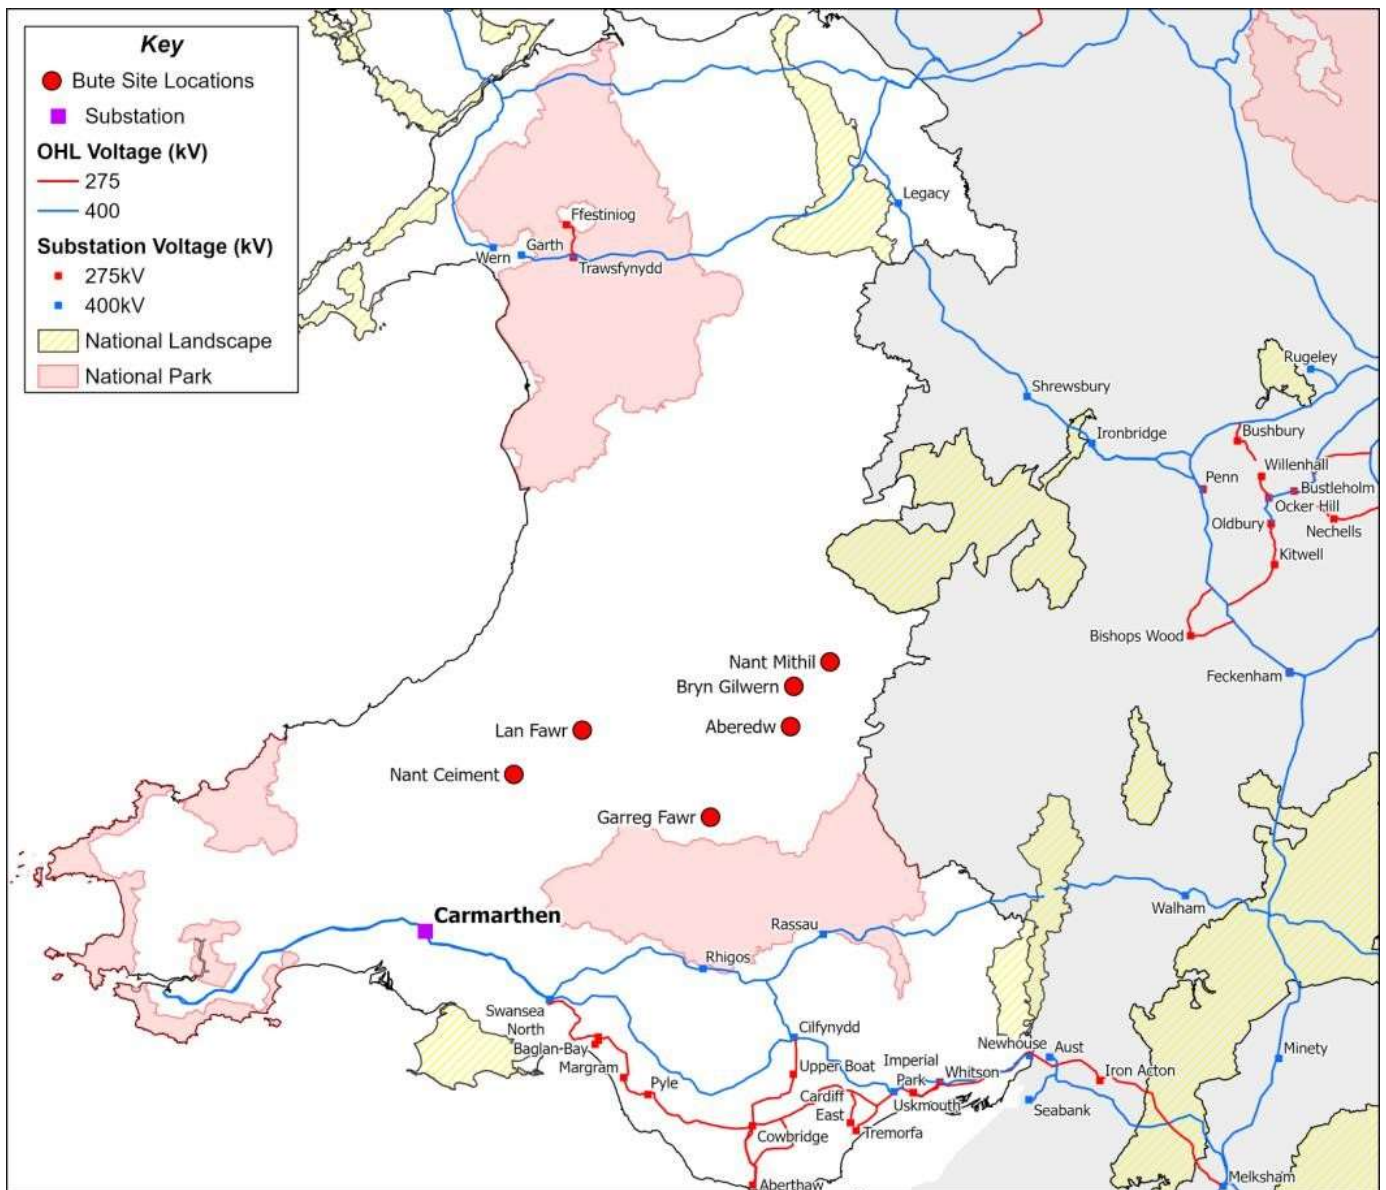 Key
Bute Site Locations
Substation
OHL Voltage (kV)
275
400
Substation Voltage (kV)
275kV
400kV
National Landscape
National Park
Legacy
Ffestiniog
Garth
Wern
Trawsfynydd
Rugeley
Shrewsbury
Ironbridge
Bushbury
Willenhall
Penn
Bustleholm
Ocker Hill
Oldbury
Nechells
Kitwell
Bishops Wood
Feckenham
Nant Mithil
Bryn Gilwern
Aberedw
Lan Fawr
Nant Ceiment
Garreg Fawr
Carmarthen
Walham
Rassau
Rhigos
Swansea
North
Baglan-Bay
Margram
Pyle
Cilfynydd
Upper Boat
Imperial
Park
Whitson
Uskmouth
Newhouse
Aust
Iron Acton
Minety
Seabank
Cardiff
East
Tremorfa
Cowbridge
Aberthaw
Melksham